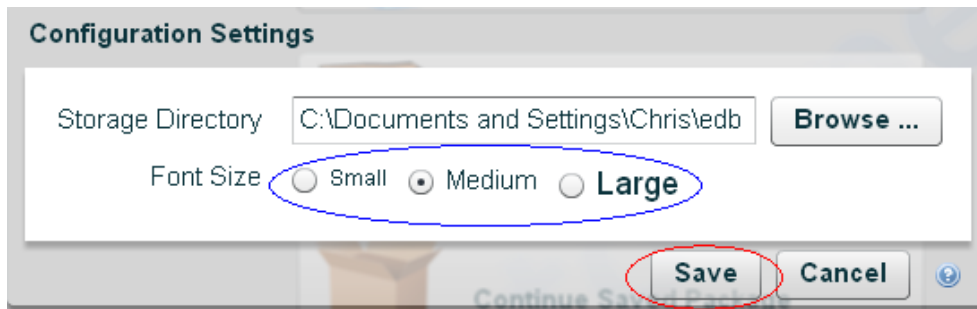 Configuration Settings
Storage Directory C:\Documents and Settings\Chris\edb Browse ...
Font Size Small Medium Large
Save Cancel ?
Continue Saved Package